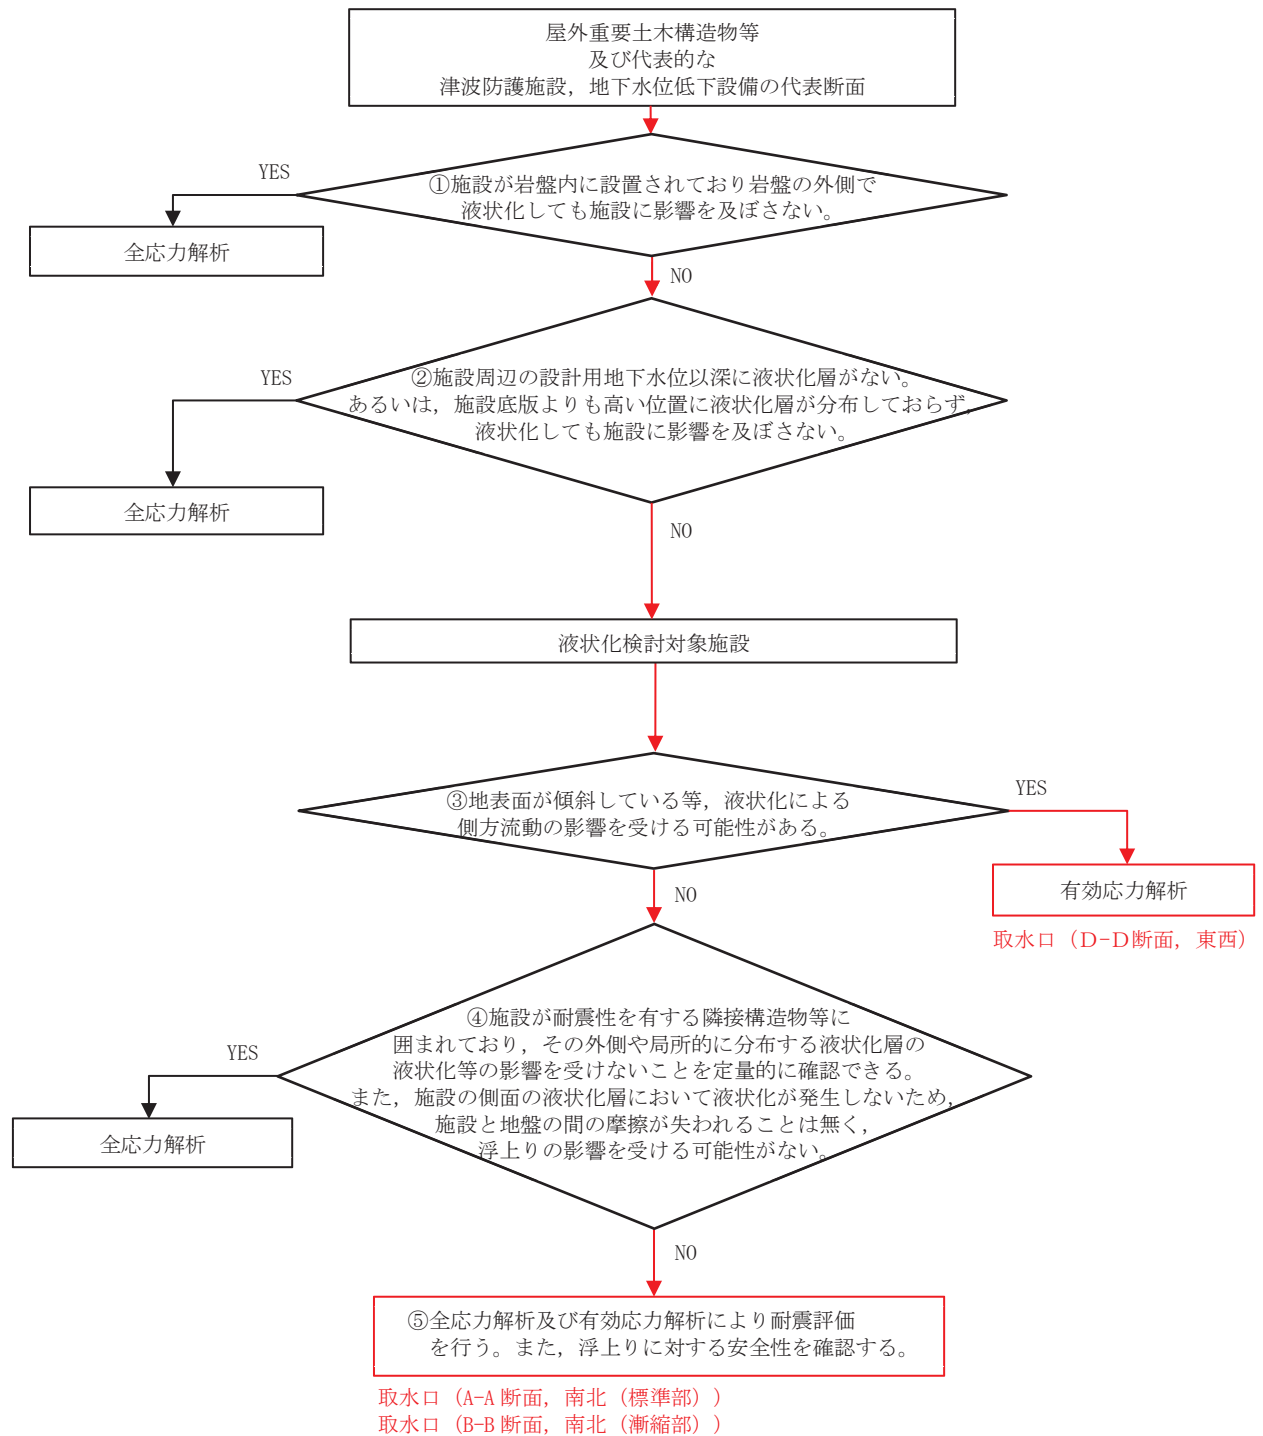 屋外重要土木構造物等
及び代表的な
津波防護施設，地下水位低下設備の代表断面
YES
①施設が岩盤内に設置されており岩盤の外側で
液状化しても施設に影響を及ぼさない。
全応力解析
NO
YES
②施設周辺の設計用地下水位以深に液状化層がない。
あるいは，施設底版よりも高い位置に液状化層が分布しておらず，
液状化しても施設に影響を及ぼさない。
全応力解析
NO
液状化検討対象施設
YES
③地表面が傾斜している等，液状化による
側方流動の影響を受ける可能性がある。
有効応力解析
NO
取水口（Ｄ−Ｄ断面，東西）
④施設が耐震性を有する隣接構造物等に
囲まれており，その外側や局所的に分布する液状化層の
液状化等の影響を受けないことを定量的に確認できる。
また，施設の側面の液状化層において液状化が発生しないため，
施設と地盤の間の摩擦が失われることは無く，
浮上りの影響を受ける可能性がない。
YES
全応力解析
NO
⑤全応力解析及び有効応力解析により耐震評価
を行う。また，浮上りに対する安全性を確認する。
取水口（A-A 断面，南北（標準部））
取水口（B-B 断面，南北（漸縮部））